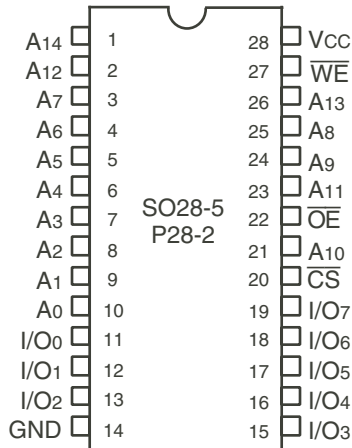 A14 1 28 VCC
A12 2 27 W̅E̅
A7 3 26 A13
A6 4 25 A8
A5 5 24 A9
A4 6 23 A11
A3 7 SO28-5 22 O̅E̅
A2 8 P28-2 21 A10
A1 9 20 C̅S̅
A0 10 19 I/O7
I/O0 11 18 I/O6
I/O1 12 17 I/O5
I/O2 13 16 I/O4
GND 14 15 I/O3